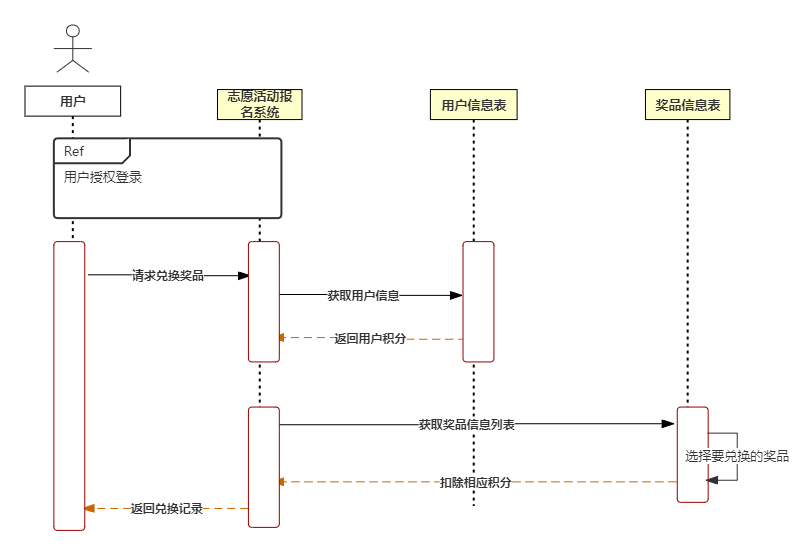 用户
志愿活动报
名系统
用户信息表
奖品信息表
Ref
用户授权登录
请求兑换奖品
获取用户信息
返回用户积分
获取奖品信息列表
选择要兑换的奖品
扣除相应积分
返回兑换记录